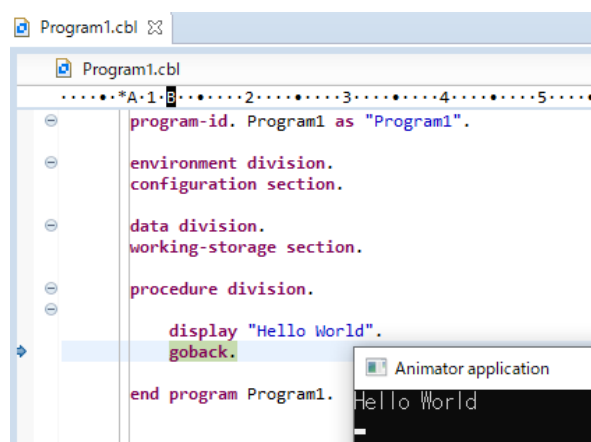 Program1.cbl
Program1.cbl
····•·*A·1·B··•····2····•····3····•····4····•····5····•
program-id. Program1 as "Program1".
environment division.
configuration section.
data division.
working-storage section.
procedure division.
display "Hello World".
goback.
end program Program1.
Animator application
Hello World